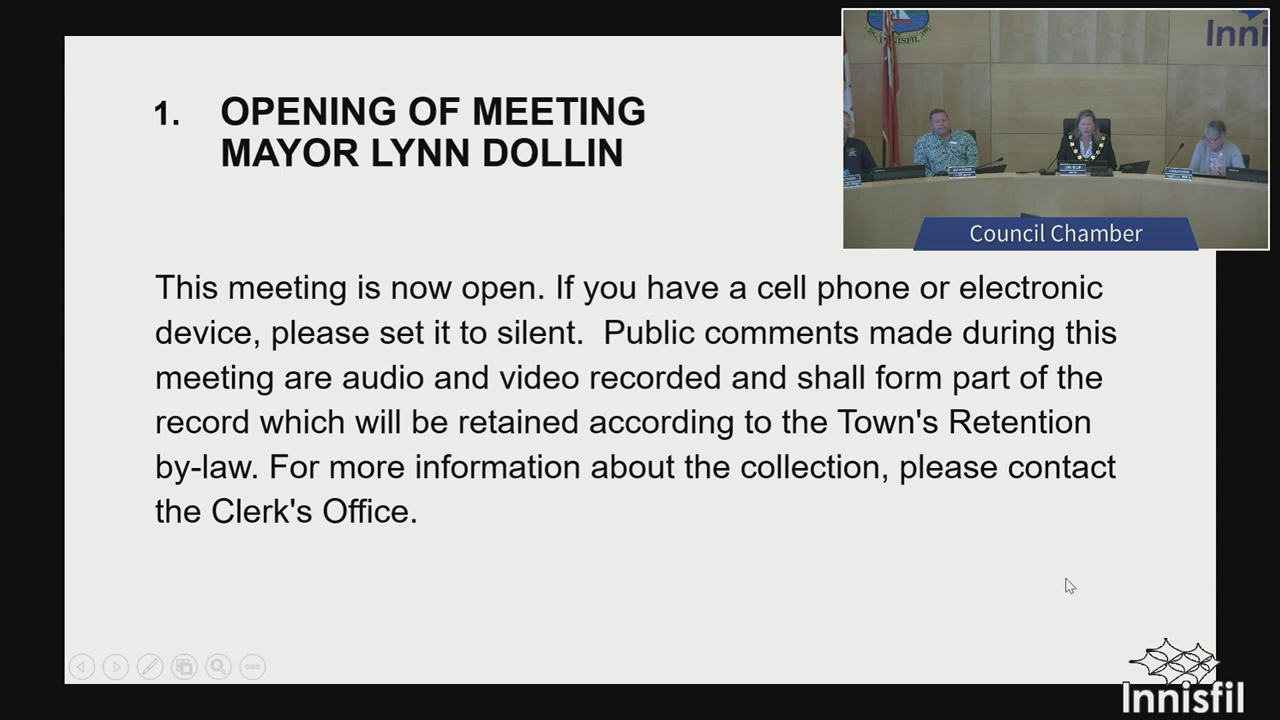 1. OPENING OF MEETING
MAYOR LYNN DOLLIN
This meeting is now open. If you have a cell phone or electronic
device, please set it to silent.  Public comments made during this
meeting are audio and video recorded and shall form part of the
record which will be retained according to the Town's Retention
by-law. For more information about the collection, please contact
the Clerk's Office.
INNISFIL
Inni
Council Chamber
Innisfil